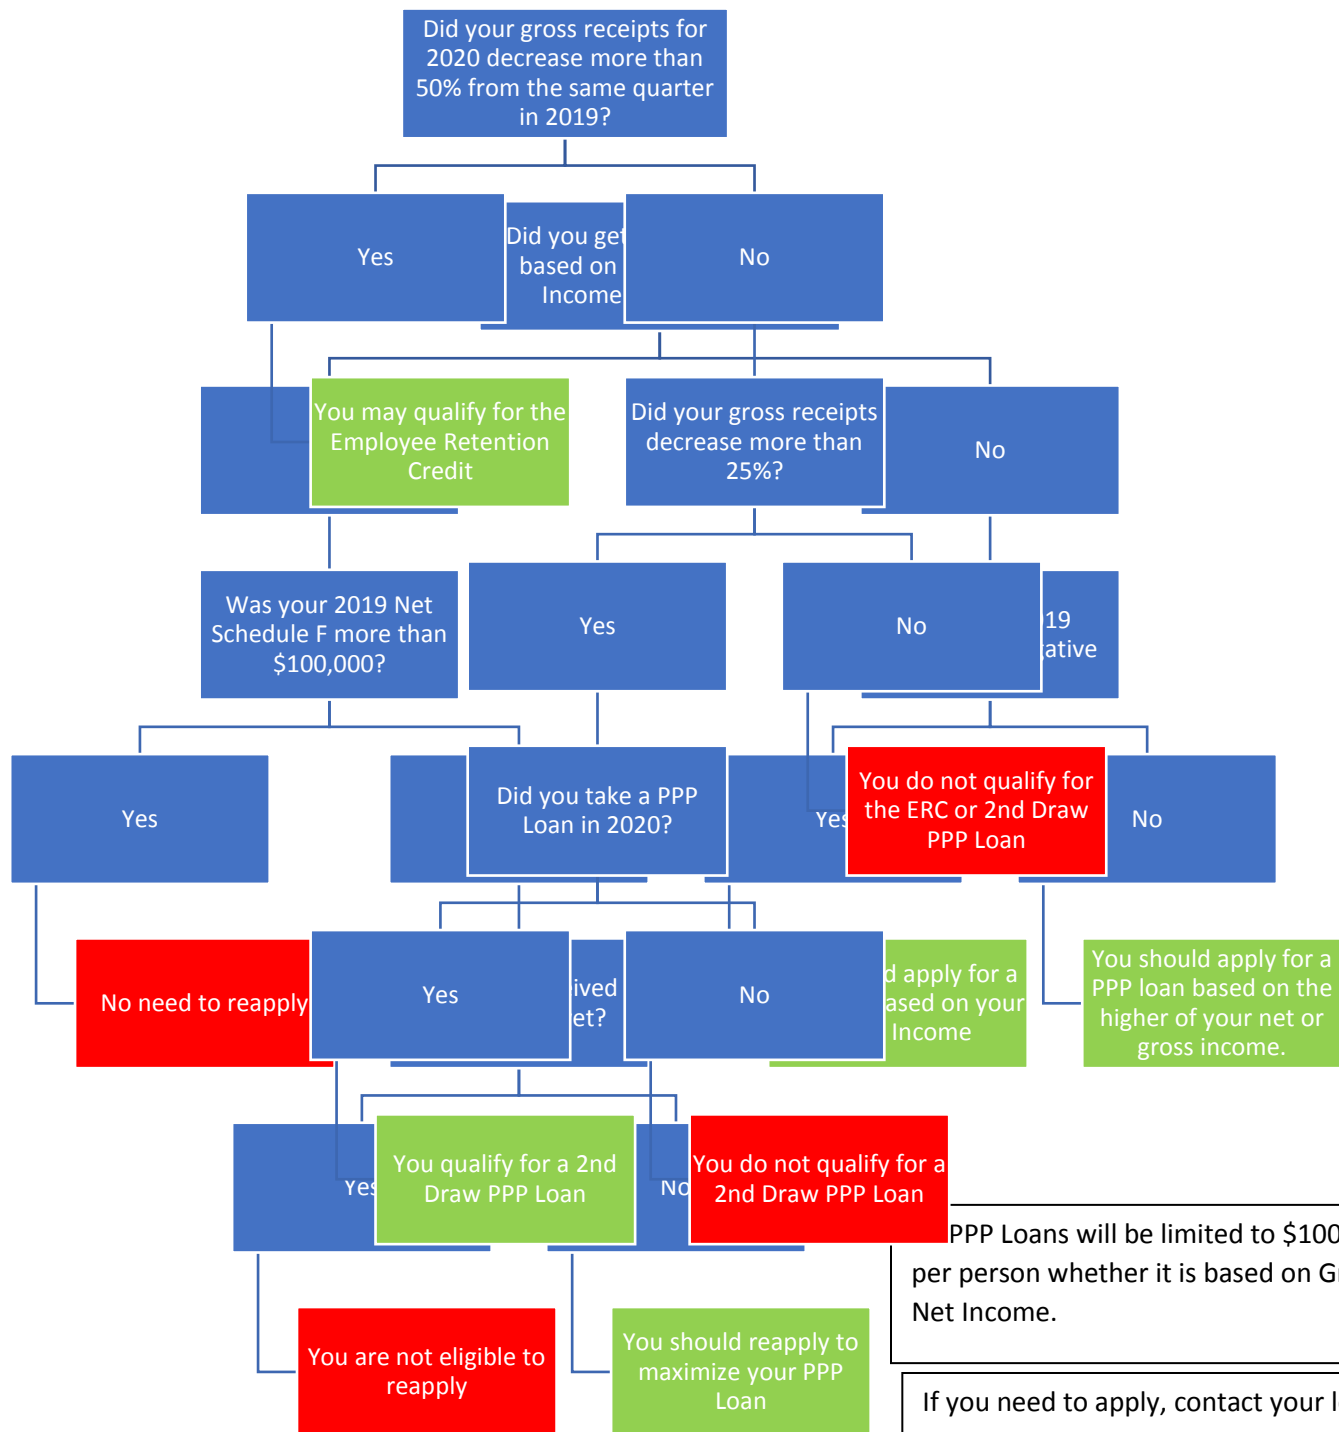 Did your gross receipts for
2020 decrease more than
50% from the same quarter
in 2019?
Yes
Did you get
based on
Income
No
You may qualify for the
Employee Retention
Credit
Did your gross receipts
decrease more than
25%?
No
Was your 2019 Net
Schedule F more than
$100,000?
Yes
No
19
Yes
Did you take a PPP
Loan in 2020?
Yes
You do not qualify for
the ERC or 2nd Draw
PPP Loan
No
No need to reapply
Yes
No
apply for a
based on your
Income
You should apply for a
PPP loan based on the
higher of your net or
gross income.
Yes
You qualify for a 2nd
Draw PPP Loan
No
You do not qualify for a
2nd Draw PPP Loan
PPP Loans will be limited to $100
per person whether it is based on
Net Income.
You are not eligible to
reapply
You should reapply to
maximize your PPP
Loan
If you need to apply, contact your